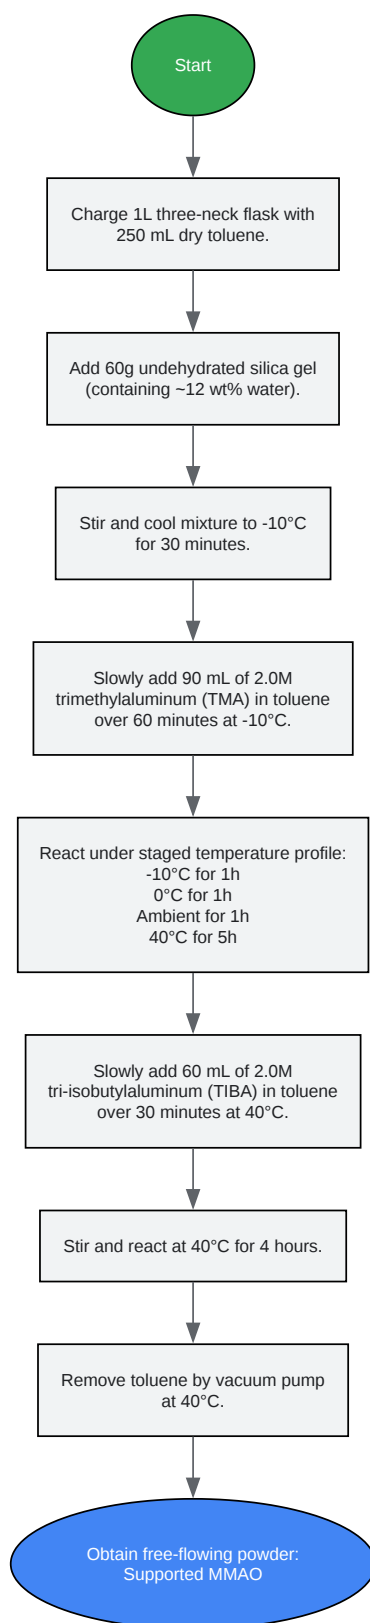 Start
Charge 1L three-neck flask with
250 mL dry toluene.
Add 60g undehydrated silica gel
(containing ~12 wt% water).
Stir and cool mixture to -10°C
for 30 minutes.
Slowly add 90 mL of 2.0M
trimethylaluminum (TMA) in toluene
over 60 minutes at -10°C.
React under staged temperature profile:
-10°C for 1h
0°C for 1h
Ambient for 1h
40°C for 5h
Slowly add 60 mL of 2.0M
tri-isobutylaluminum (TIBA) in toluene
over 30 minutes at 40°C.
Stir and react at 40°C for 4 hours.
Remove toluene by vacuum pump
at 40°C.
Obtain free-flowing powder:
Supported MMAO